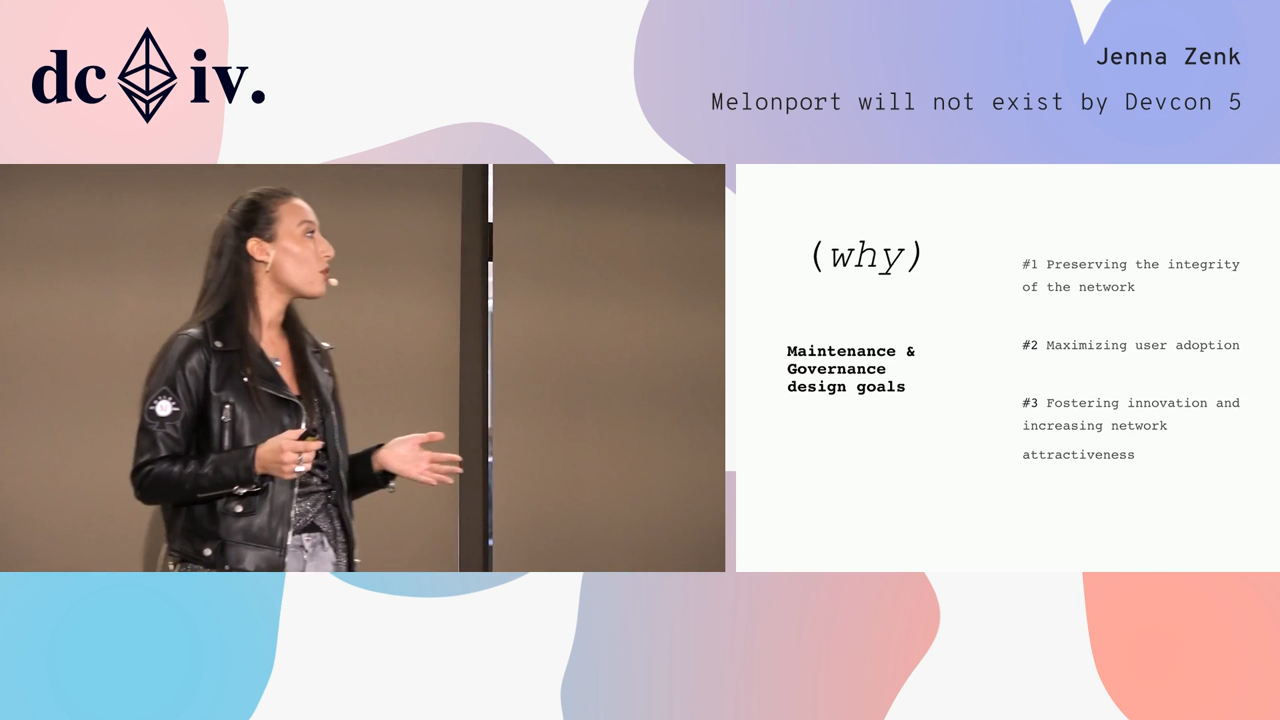 dc iv.
Jenna Zenk
Melonport will not exist by Devcon 5
(why)
Maintenance &
Governance
design goals
#1 Preserving the integrity
of the network
#2 Maximizing user adoption
#3 Fostering innovation and
increasing network
attractiveness